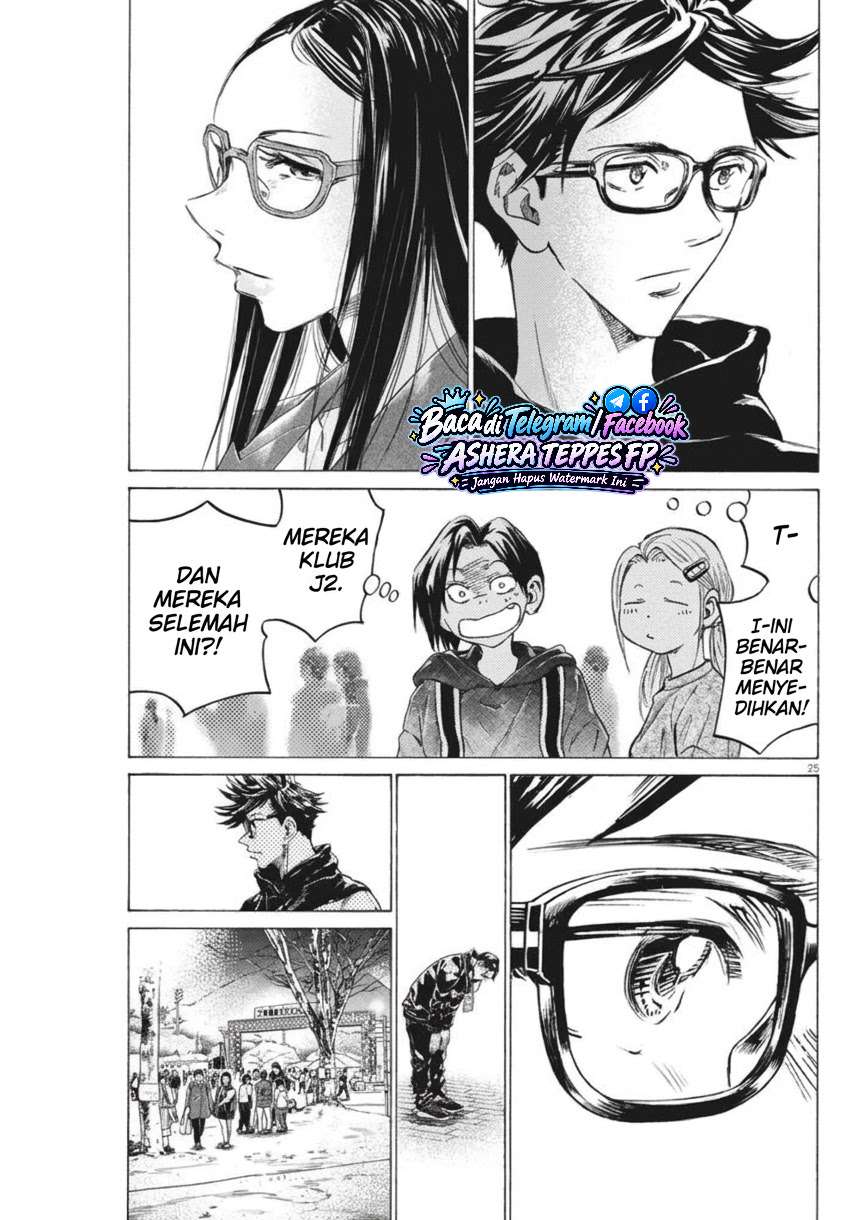 Baca di Telegram/Facebook
ASHERA TEPPES FP
Jangan Hapus Watermark Ini
T-
I-INI
BENAR-
BENAR
MENYE-
DIHKAN!
MEREKA
KLUB
J2.
DAN
MEREKA
SELEMAH
INI?!
25